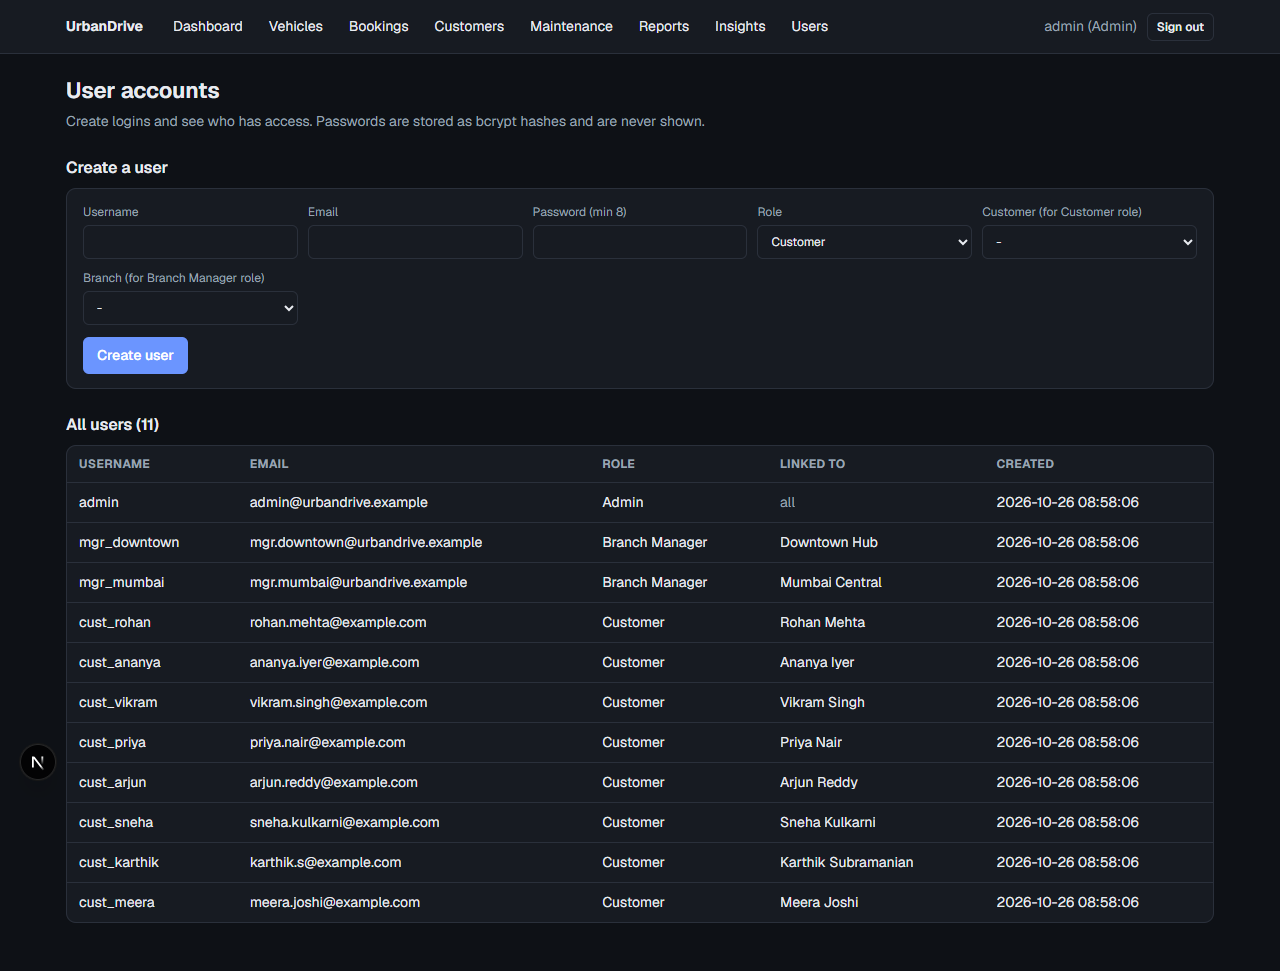 UrbanDrive Dashboard Vehicles Bookings Customers Maintenance Reports Insights Users admin (Admin) Sign out
User accounts
Create logins and see who has access. Passwords are stored as bcrypt hashes and are never shown.
Create a user
Username Email Password (min 8) Role Customer (for Customer role)
Customer -
Branch (for Branch Manager role)
-
Create user
All users (11)
USERNAME EMAIL ROLE LINKED TO CREATED
admin admin@urbandrive.example Admin all 2026-10-26 08:58:06
mgr_downtown mgr.downtown@urbandrive.example Branch Manager Downtown Hub 2026-10-26 08:58:06
mgr_mumbai mgr.mumbai@urbandrive.example Branch Manager Mumbai Central 2026-10-26 08:58:06
cust_rohan rohan.mehta@example.com Customer Rohan Mehta 2026-10-26 08:58:06
cust_ananya ananya.iyer@example.com Customer Ananya Iyer 2026-10-26 08:58:06
cust_vikram vikram.singh@example.com Customer Vikram Singh 2026-10-26 08:58:06
cust_priya priya.nair@example.com Customer Priya Nair 2026-10-26 08:58:06
N
cust_arjun arjun.reddy@example.com Customer Arjun Reddy 2026-10-26 08:58:06
cust_sneha sneha.kulkarni@example.com Customer Sneha Kulkarni 2026-10-26 08:58:06
cust_karthik karthik.s@example.com Customer Karthik Subramanian 2026-10-26 08:58:06
cust_meera meera.joshi@example.com Customer Meera Joshi 2026-10-26 08:58:06